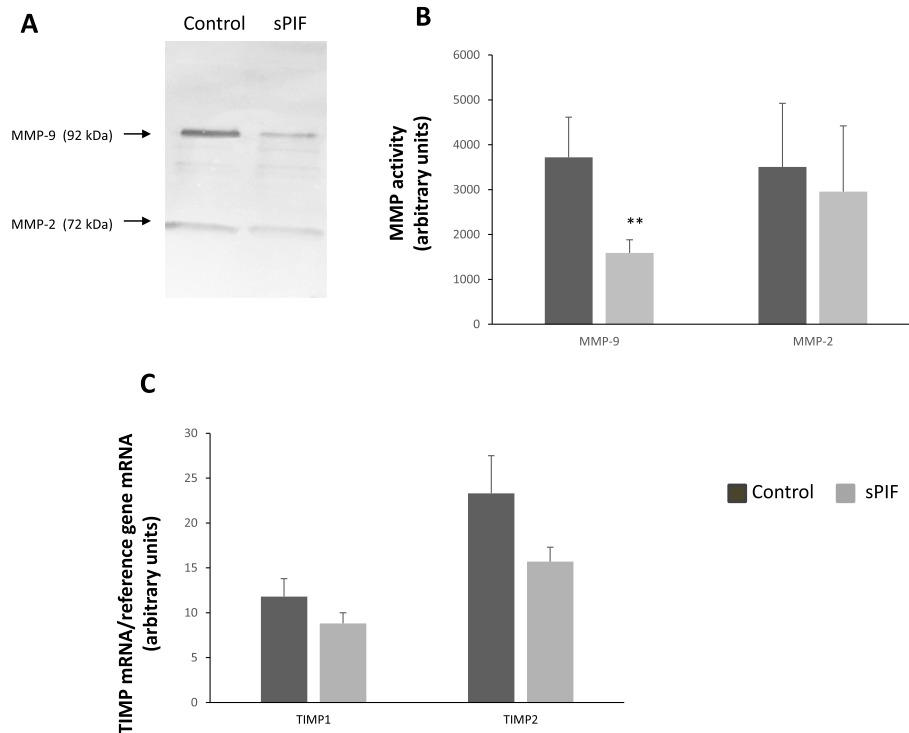 A
Control sPIF
MMP-9 (92 kDa)
MMP-2 (72 kDa)
B
MMP activity
(arbitrary units)
6000
5000
4000
3000
2000
1000
0
**
MMP-9 MMP-2
C
TIMP mRNA/reference gene mRNA
(arbitrary units)
30
25
20
15
10
5
0
TIMP1 TIMP2
Control sPIF